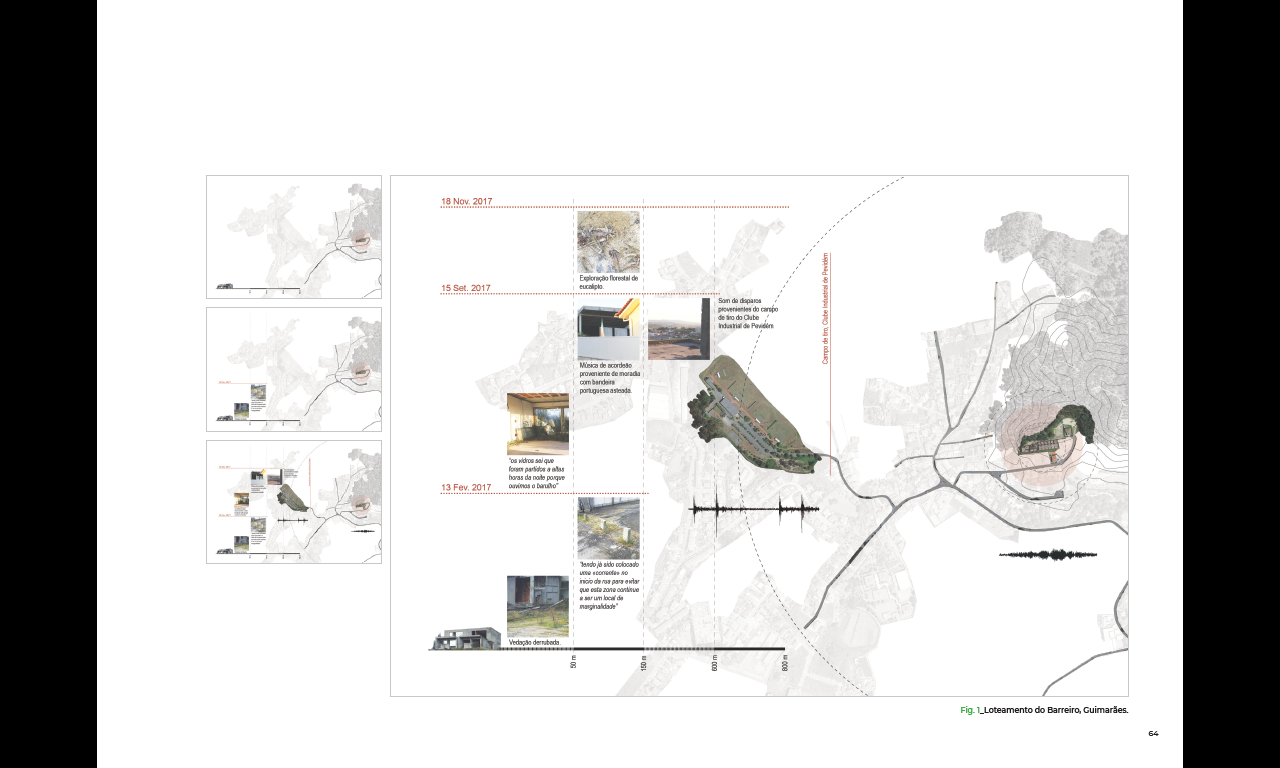 18 Nov. 2017
Exploração florestal de
eucalipto.
15 Set. 2017
Som de disparos
provenientes do campo
de tiro do Clube
Industrial de Pevidém
Campo de tiro, Clube Industrial de Pevidém
Música de acordeão
proveniente de moradia
com bandeira
portuguesa asteada.
"os vidros sei que
foram partidos a altas
horas da noite porque
ouvimos o barulho"
13 Fev. 2017
"tendo já sido colocado
uma «corrente» no
início da rua para evitar
que esta zona continue
a ser um local de
marginalidade"
Vedação derrubada.
50 m
150 m
600 m
800 m
Fig. 1_Loteamento do Barreiro, Guimarães.
64